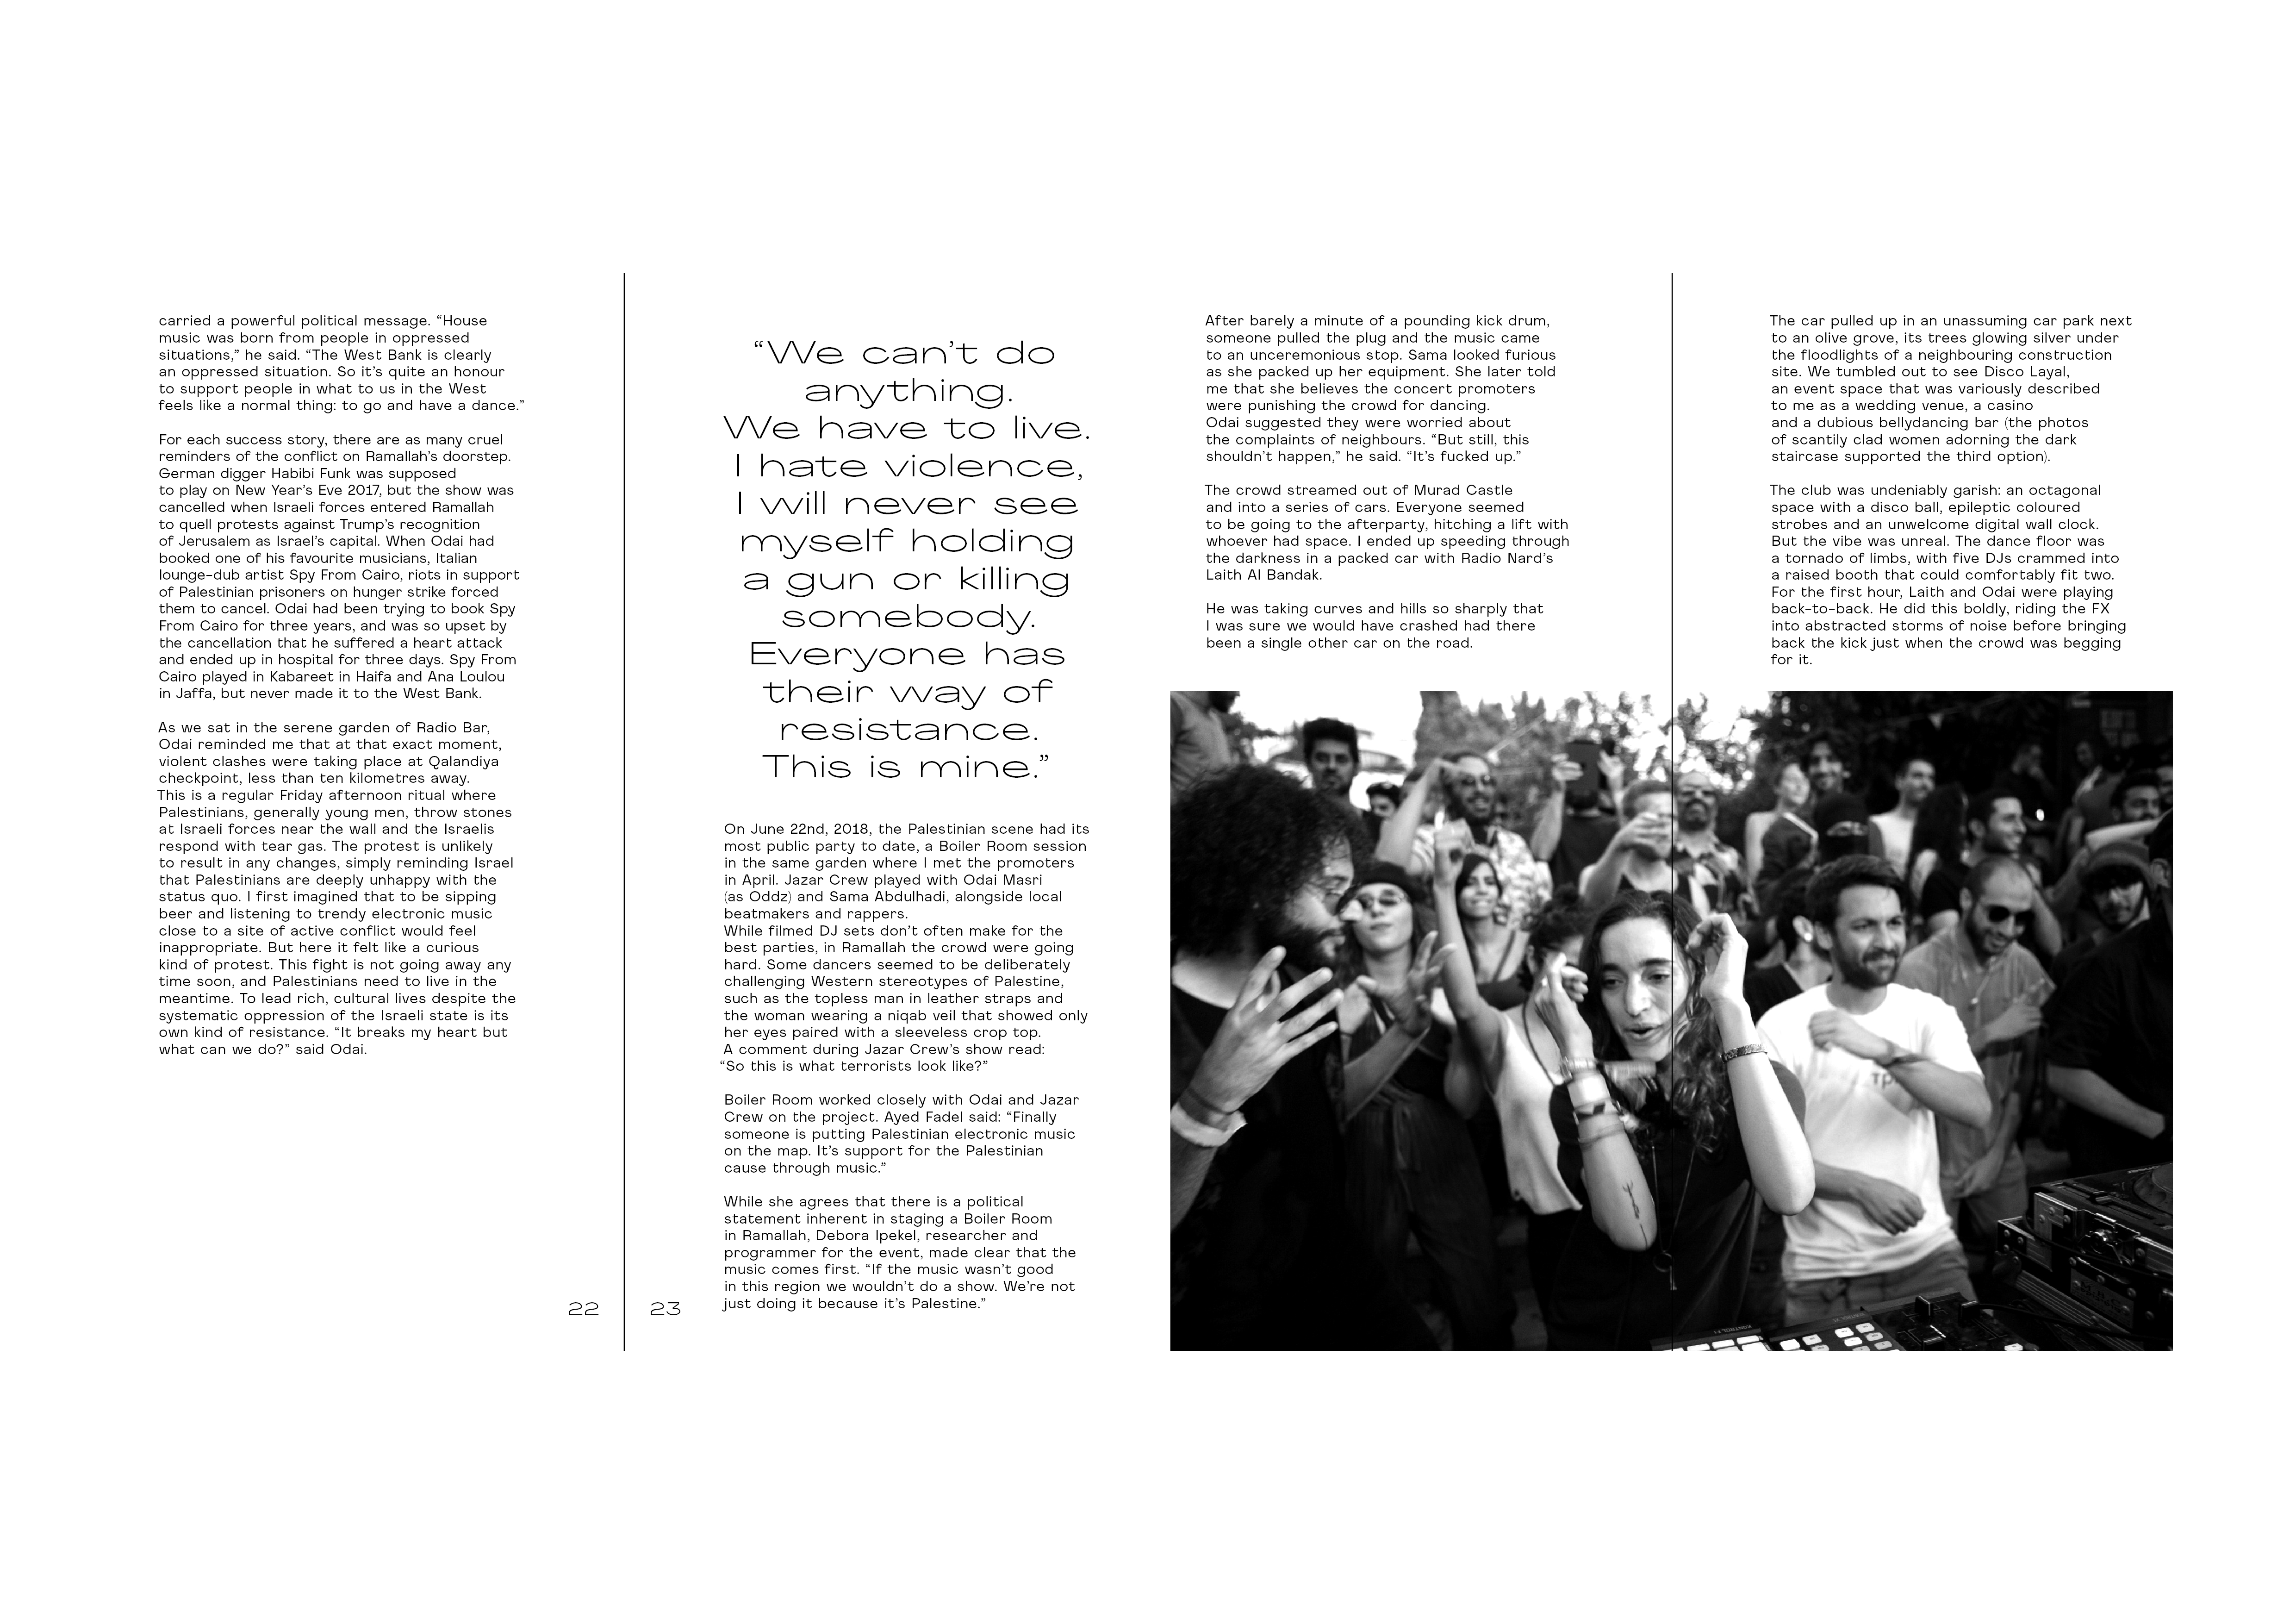 carried a powerful political message. “House
music was born from people in oppressed
situations,” he said. “The West Bank is clearly
an oppressed situation. So it’s quite an honour
to support people in what to us in the West
feels like a normal thing: to go and have a dance.”
For each success story, there are as many cruel
reminders of the conflict on Ramallah’s doorstep.
German digger Habibi Funk was supposed
to play on New Year’s Eve 2017, but the show was
cancelled when Israeli forces entered Ramallah
to quell protests against Trump’s recognition
of Jerusalem as Israel’s capital. When Odai had
booked one of his favourite musicians, Italian
lounge-dub artist Spy From Cairo, riots in support
of Palestinian prisoners on hunger strike forced
them to cancel. Odai had been trying to book Spy
From Cairo for three years, and was so upset by
the cancellation that he suffered a heart attack
and ended up in hospital for three days. Spy From
Cairo played in Kabareet in Haifa and Ana Loulou
in Jaffa, but never made it to the West Bank.
As we sat in the serene garden of Radio Bar,
Odai reminded me that at that exact moment,
violent clashes were taking place at Qalandiya
checkpoint, less than ten kilometres away.
This is a regular Friday afternoon ritual where
Palestinians, generally young men, throw stones
at Israeli forces near the wall and the Israelis
respond with tear gas. The protest is unlikely
to result in any changes, simply reminding Israel
that Palestinians are deeply unhappy with the
status quo. I first imagined that to be sipping
beer and listening to trendy electronic music
close to a site of active conflict would feel
inappropriate. But here it felt like a curious
kind of protest. This fight is not going away any
time soon, and Palestinians need to live in the
meantime. To lead rich, cultural lives despite the
systematic oppression of the Israeli state is its
own kind of resistance. “It breaks my heart but
what can we do?” said Odai.
22
23
“We can’t do
anything.
We have to live.
I hate violence,
I will never see
myself holding
a gun or killing
somebody.
Everyone has
their way of
resistance.
This is mine.”
On June 22nd, 2018, the Palestinian scene had its
most public party to date, a Boiler Room session
in the same garden where I met the promoters
in April. Jazar Crew played with Odai Masri
(as Oddz) and Sama Abdulhadi, alongside local
beatmakers and rappers.
While filmed DJ sets don’t often make for the
best parties, in Ramallah the crowd were going
hard. Some dancers seemed to be deliberately
challenging Western stereotypes of Palestine,
such as the topless man in leather straps and
the woman wearing a niqab veil that showed only
her eyes paired with a sleeveless crop top.
A comment during Jazar Crew’s show read:
“So this is what terrorists look like?”
Boiler Room worked closely with Odai and Jazar
Crew on the project. Ayed Fadel said: “Finally
someone is putting Palestinian electronic music
on the map. It’s support for the Palestinian
cause through music.”
While she agrees that there is a political
statement inherent in staging a Boiler Room
in Ramallah, Debora Ipekel, researcher and
programmer for the event, made clear that the
music comes first. “If the music wasn’t good
in this region we wouldn’t do a show. We’re not
just doing it because it’s Palestine.”
After barely a minute of a pounding kick drum,
someone pulled the plug and the music came
to an unceremonious stop. Sama looked furious
as she packed up her equipment. She later told
me that she believes the concert promoters
were punishing the crowd for dancing.
Odai suggested they were worried about
the complaints of neighbours. “But still, this
shouldn’t happen,” he said. “It’s fucked up.”
The crowd streamed out of Murad Castle
and into a series of cars. Everyone seemed
to be going to the afterparty, hitching a lift with
whoever had space. I ended up speeding through
the darkness in a packed car with Radio Nard’s
Laith Al Bandak.
He was taking curves and hills so sharply that
I was sure we would have crashed had there
been a single other car on the road.
The car pulled up in an unassuming car park next
to an olive grove, its trees glowing silver under
the floodlights of a neighbouring construction
site. We tumbled out to see Disco Layal,
an event space that was variously described
to me as a wedding venue, a casino
and a dubious bellydancing bar (the photos
of scantily clad women adorning the dark
staircase supported the third option).
The club was undeniably garish: an octagonal
space with a disco ball, epileptic coloured
strobes and an unwelcome digital wall clock.
But the vibe was unreal. The dance floor was
a tornado of limbs, with five DJs crammed into
a raised booth that could comfortably fit two.
For the first hour, Laith and Odai were playing
back-to-back. He did this boldly, riding the FX
into abstracted storms of noise before bringing
back the kick just when the crowd was begging
for it.